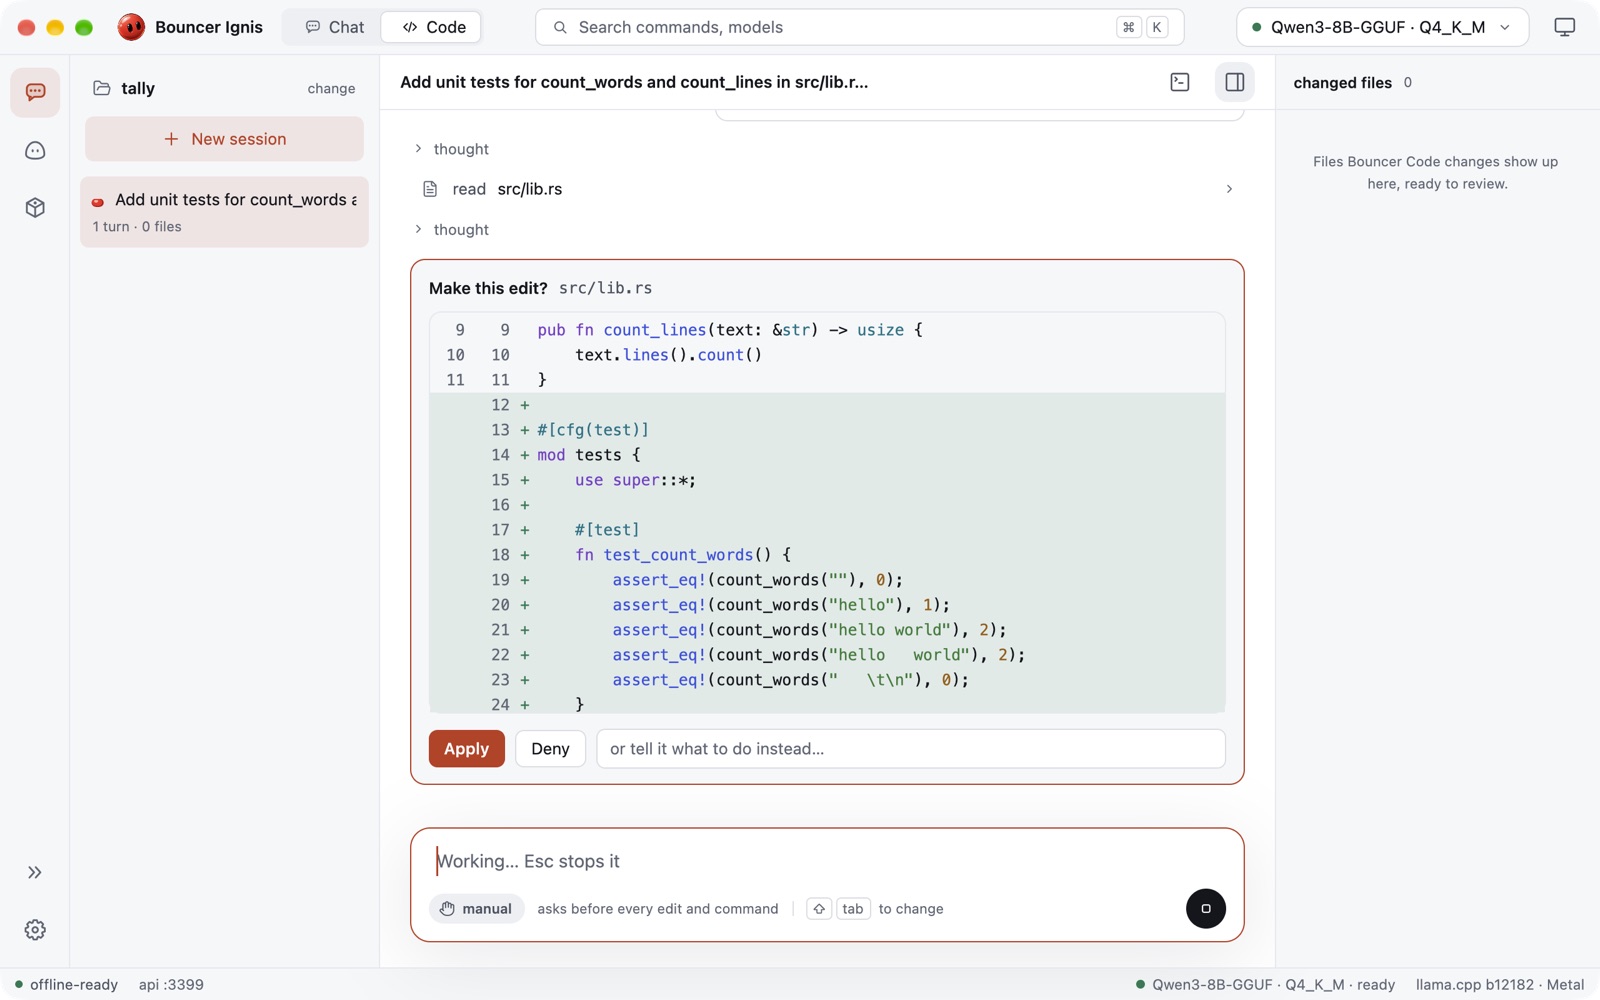 Bouncer Ignis
Chat
Code
Search commands, models
⌘ K
Qwen3-8B-GGUF · Q4_K_M
tally
change
New session
Add unit tests for count_words a
1 turn · 0 files
Add unit tests for count_words and count_lines in src/lib.r...
thought
read src/lib.rs
thought
Make this edit? src/lib.rs
9 9 pub fn count_lines(text: &str) -> usize {
10 10     text.lines().count()
11 11 }
12 +
13 + #[cfg(test)]
14 + mod tests {
15 +     use super::*;
16 +
17 +     #[test]
18 +     fn test_count_words() {
19 +         assert_eq!(count_words(""), 0);
20 +         assert_eq!(count_words("hello"), 1);
21 +         assert_eq!(count_words("hello world"), 2);
22 +         assert_eq!(count_words("hello   world"), 2);
23 +         assert_eq!(count_words("   \t\n"), 0);
24 +     }
Apply
Deny
or tell it what to do instead...
Working... Esc stops it
manual
asks before every edit and command
tab to change
changed files 0
Files Bouncer Code changes show up
here, ready to review.
offline-ready
api :3399
Qwen3-8B-GGUF · Q4_K_M · ready
llama.cpp b12182 · Metal